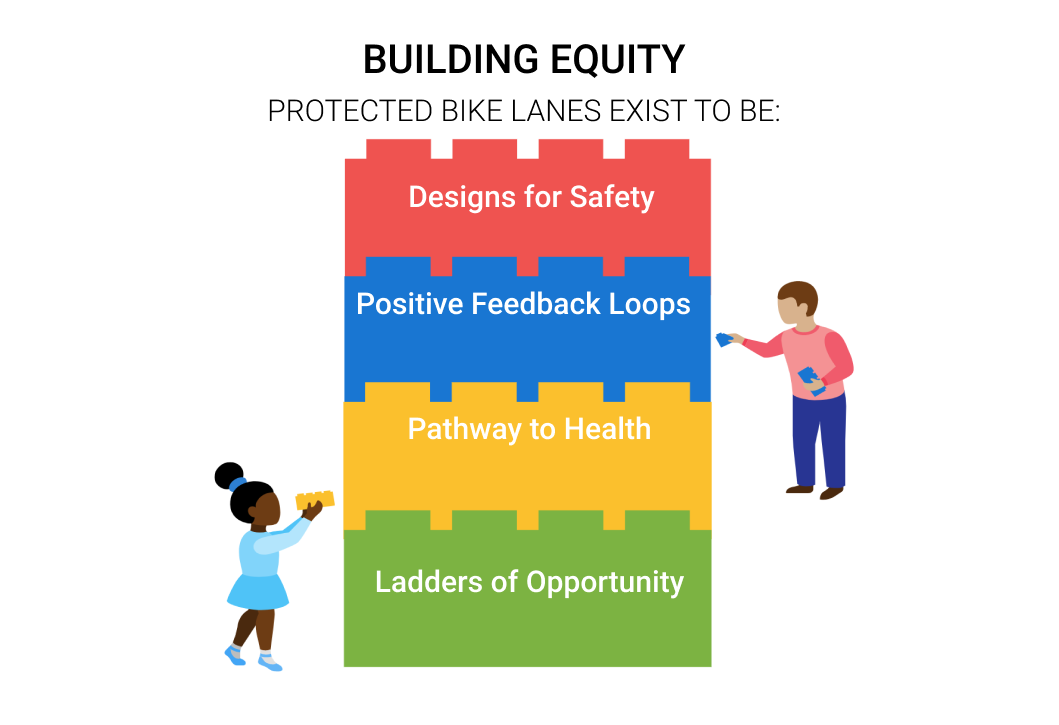 BUILDING EQUITY
PROTECTED BIKE LANES EXIST TO BE:
Designs for Safety
Positive Feedback Loops
Pathway to Health
Ladders of Opportunity